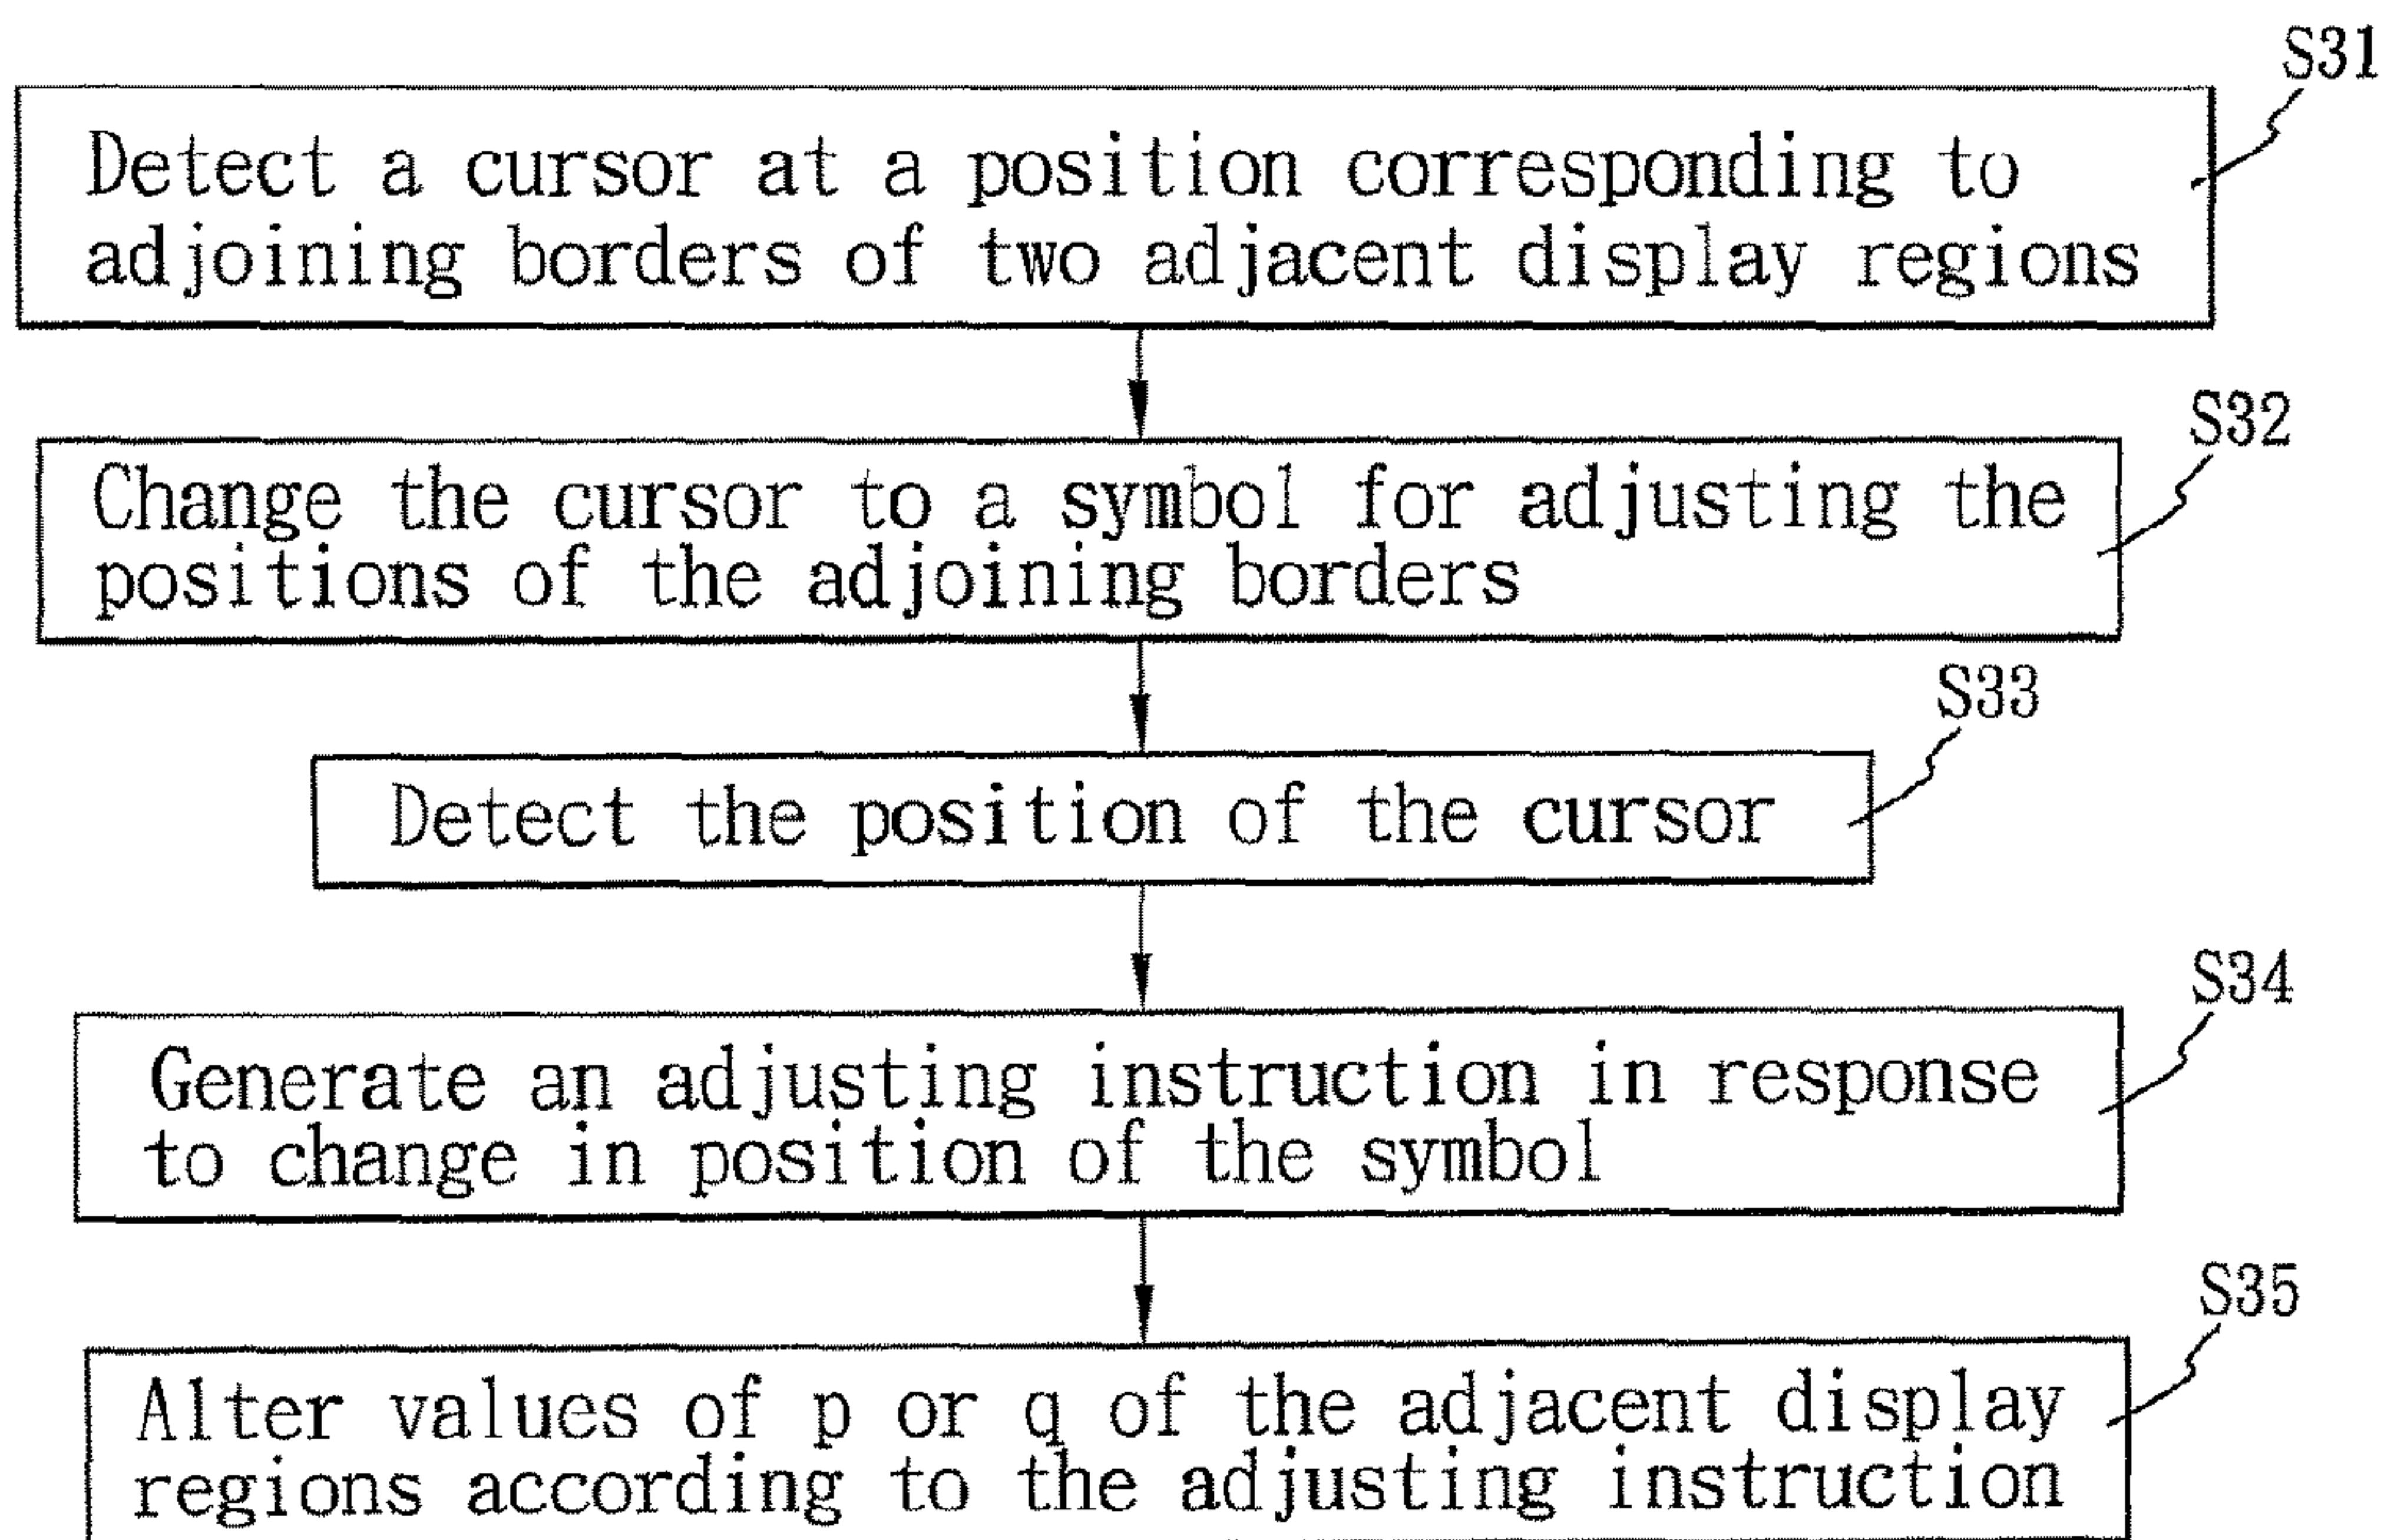 S31
Detect a cursor at a position corresponding to
adjoining borders of two adjacent display regions
S32
Change the cursor to a symbol for adjusting the
positions of the adjoining borders
S33
Detect the position of the cursor
S34
Generate an adjusting instruction in response
to change in position of the symbol
S35
Alter values of p or q of the adjacent display
regions according to the adjusting instruction